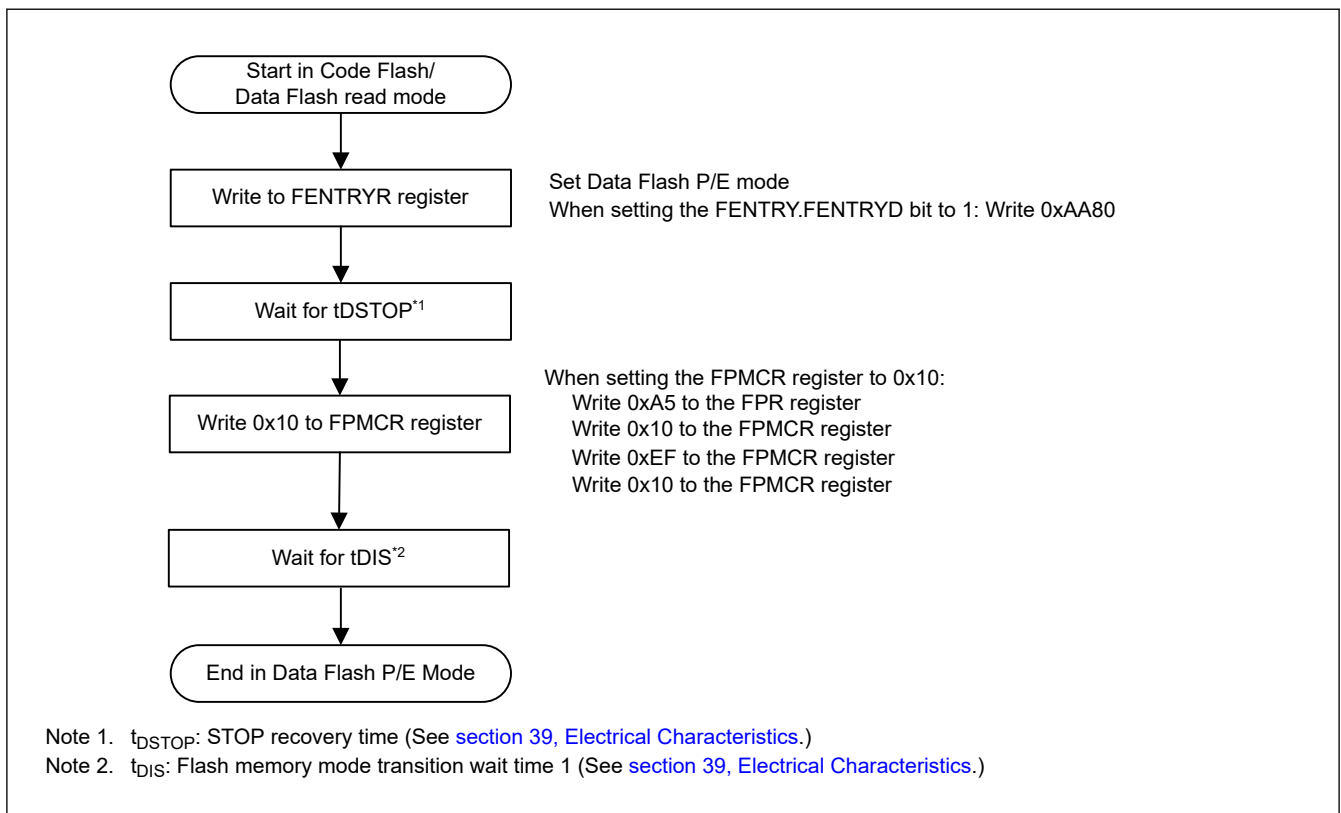 Start in Code Flash/
Data Flash read mode
Write to FENTRYR register
Set Data Flash P/E mode
When setting the FENTRY.FENTRYD bit to 1: Write 0xAA80
Wait for tDSTOP*1
When setting the FPMCR register to 0x10:
Write 0xA5 to the FPR register
Write 0x10 to FPMCR register
Write 0x10 to the FPMCR register
Write 0xEF to the FPMCR register
Write 0x10 to the FPMCR register
Wait for tDIS*2
End in Data Flash P/E Mode
Note 1. tDSTOP: STOP recovery time (See section 39, Electrical Characteristics.)
Note 2. tDIS: Flash memory mode transition wait time 1 (See section 39, Electrical Characteristics.)